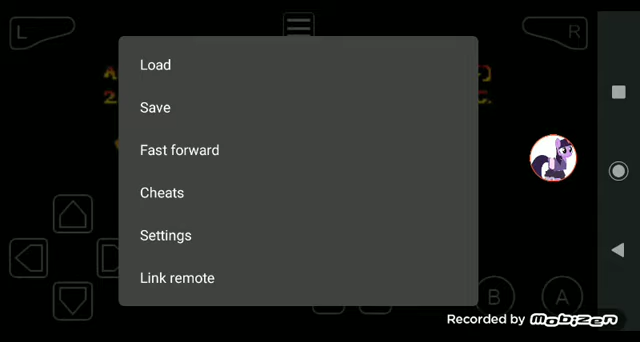 L
R
Load
Save
Fast forward
Cheats
Settings
Link remote
B
A
Recorded by Mobizen